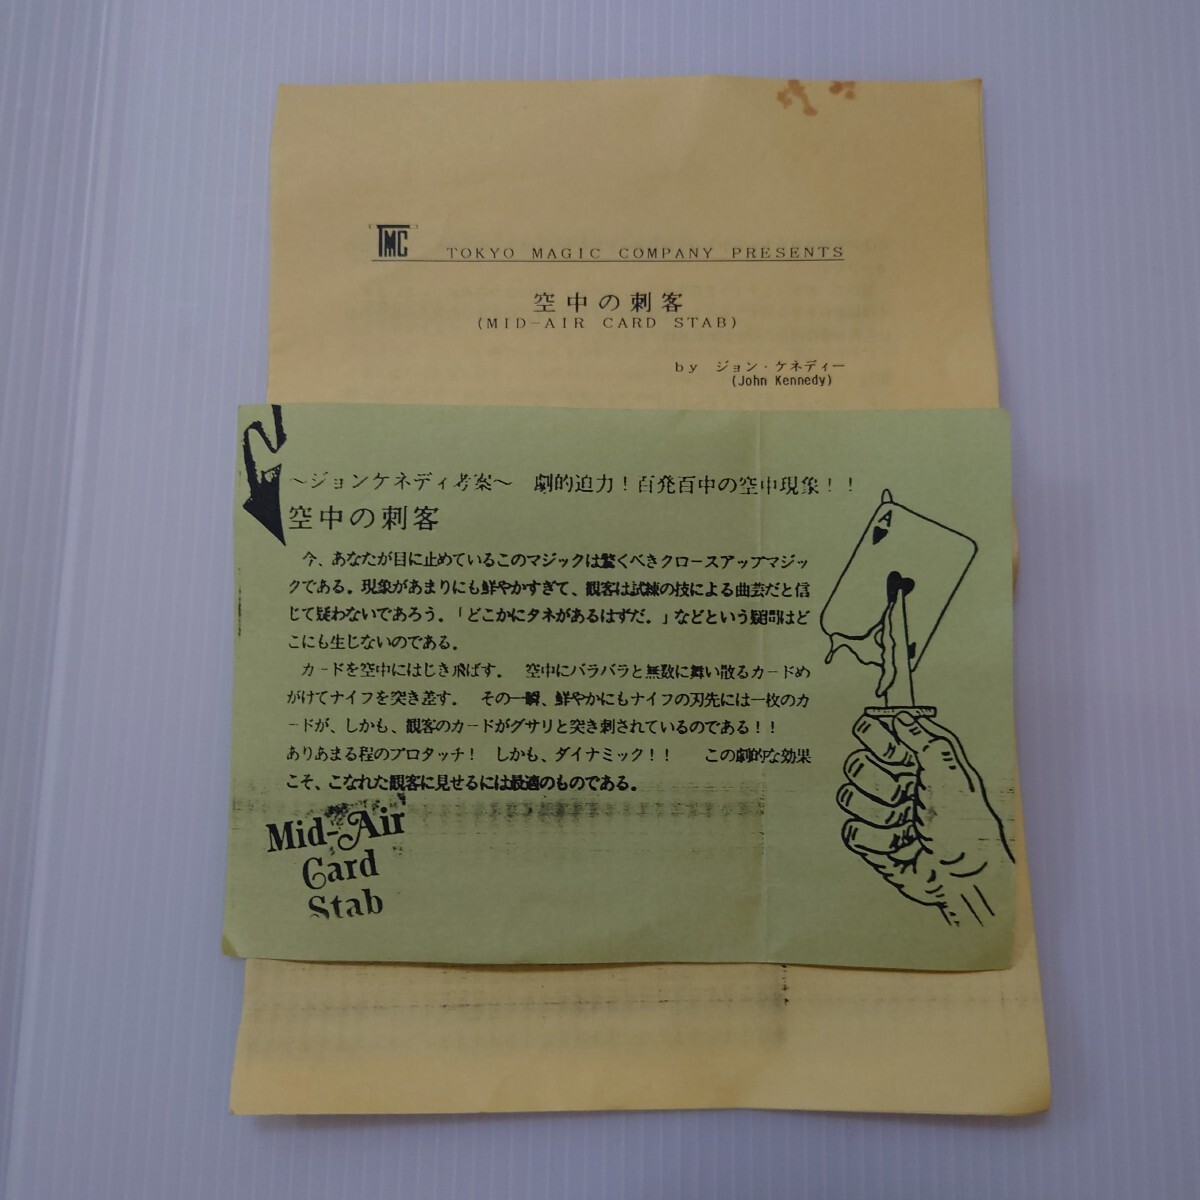 TMC TOKYO MAGIC COMPANY PRESENTS
空中の刺客
(MID-AIR CARD STAB)
by ジョン・ケネディー
(John Kennedy)
～ジョンケネディ考案～ 劇的迫力！百発百中の空中現象！！
空中の刺客
今、あなたが目に止めているこのマジックは驚くべきクロースアップマジッ
クである。現象があまりにも鮮やかすぎて、観客は試練の技による曲芸だと信
じて疑わないであろう。「どこかにタネがあるはずだ。」などという疑問はど
こにも生じないのである。
カードを空中にはじき飛ばす。 空中にバラバラと無数に舞い散るカードめ
がけてナイフを突き差す。 その一瞬、鮮やかにもナイフの刃先には一枚のカ
ードが、しかも、観客のカードがグサリと突き刺されているのである！！
ありあまる程のプロタッチ！ しかも、ダイナミック！！ この劇的な効果
こそ、こなれた観客に見せるには最適のものである。
A
Mid-Air
Card
Stab